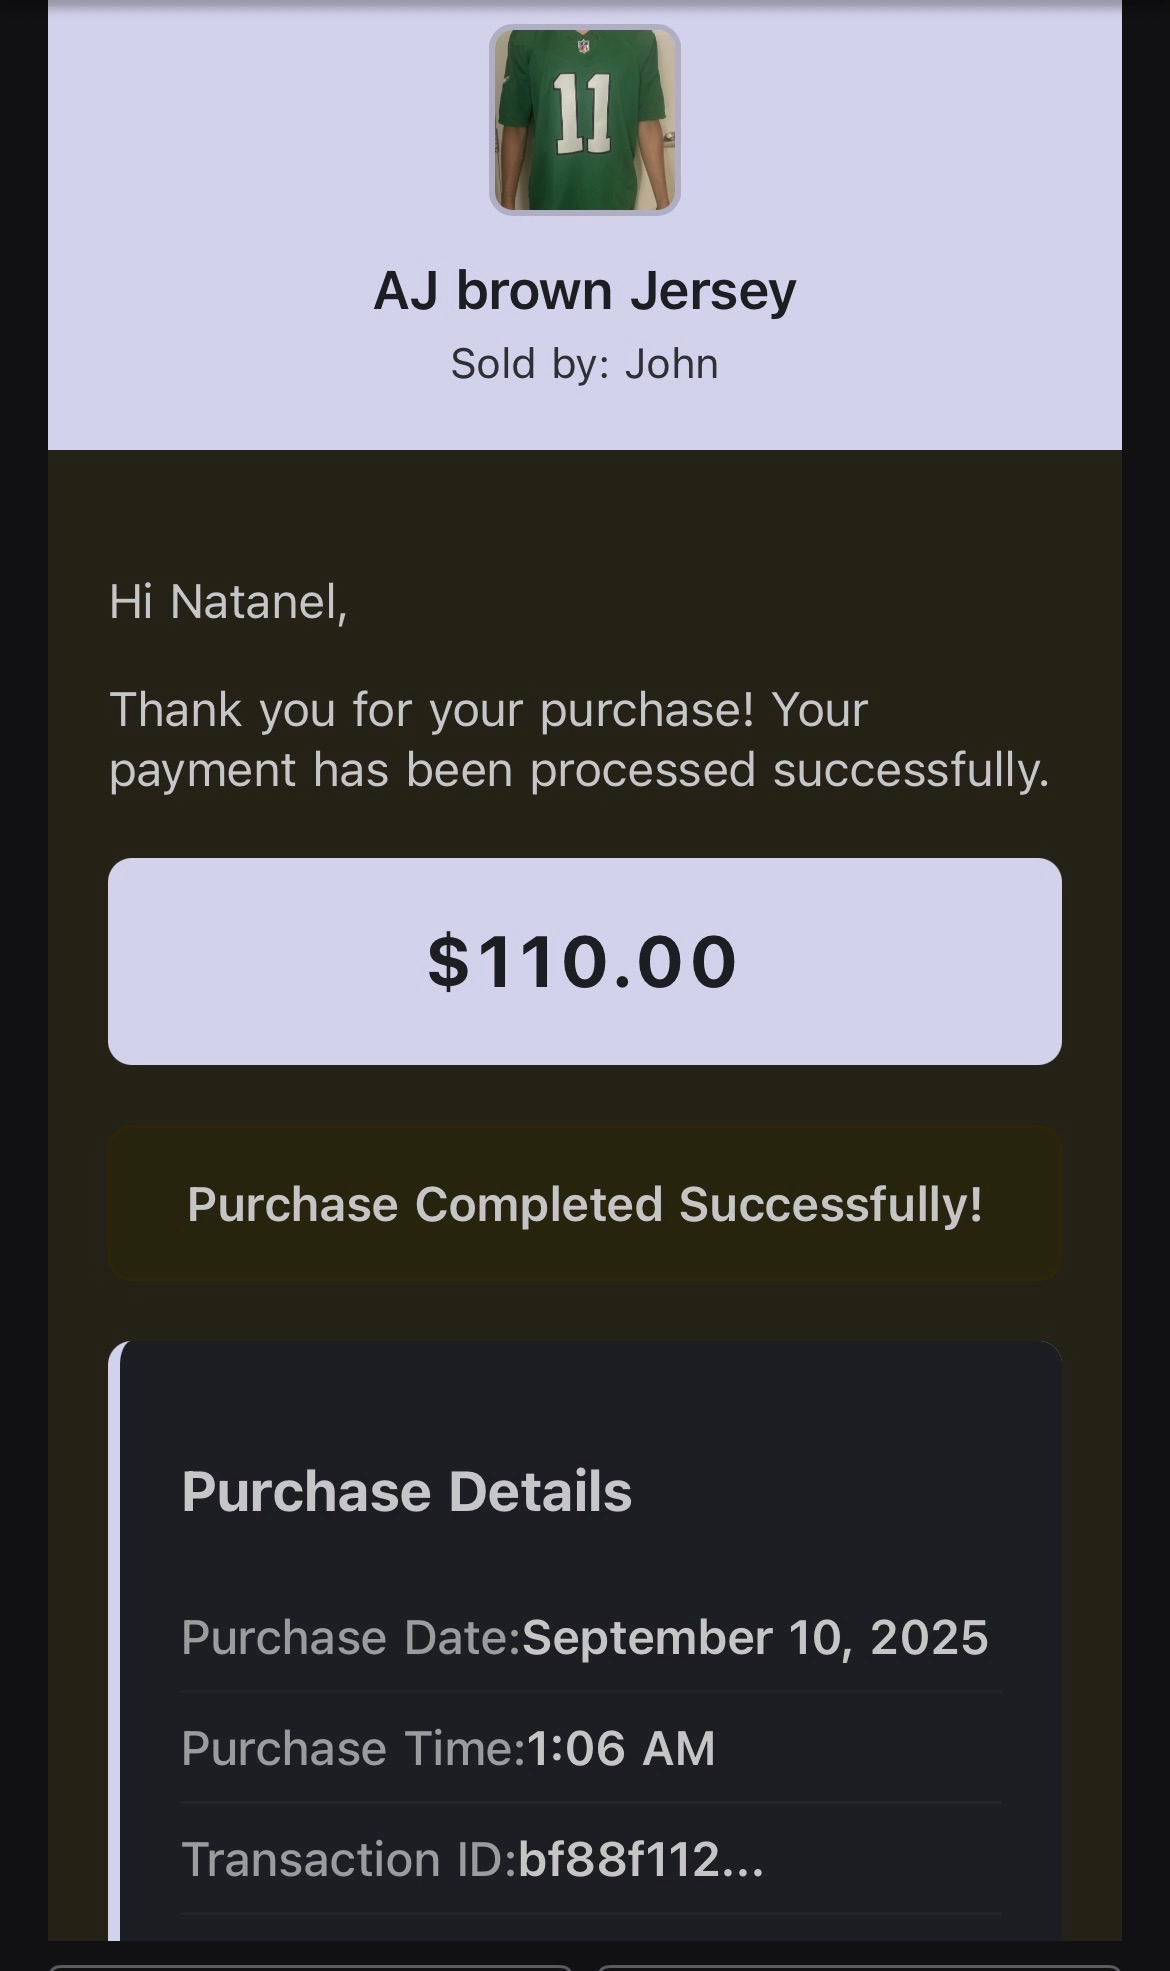 11
AJ brown Jersey
Sold by: John
Hi Natanel,
Thank you for your purchase! Your
payment has been processed successfully.
$110.00
Purchase Completed Successfully!
Purchase Details
Purchase Date:September 10, 2025
Purchase Time:1:06 AM
Transaction ID:bf88f112...